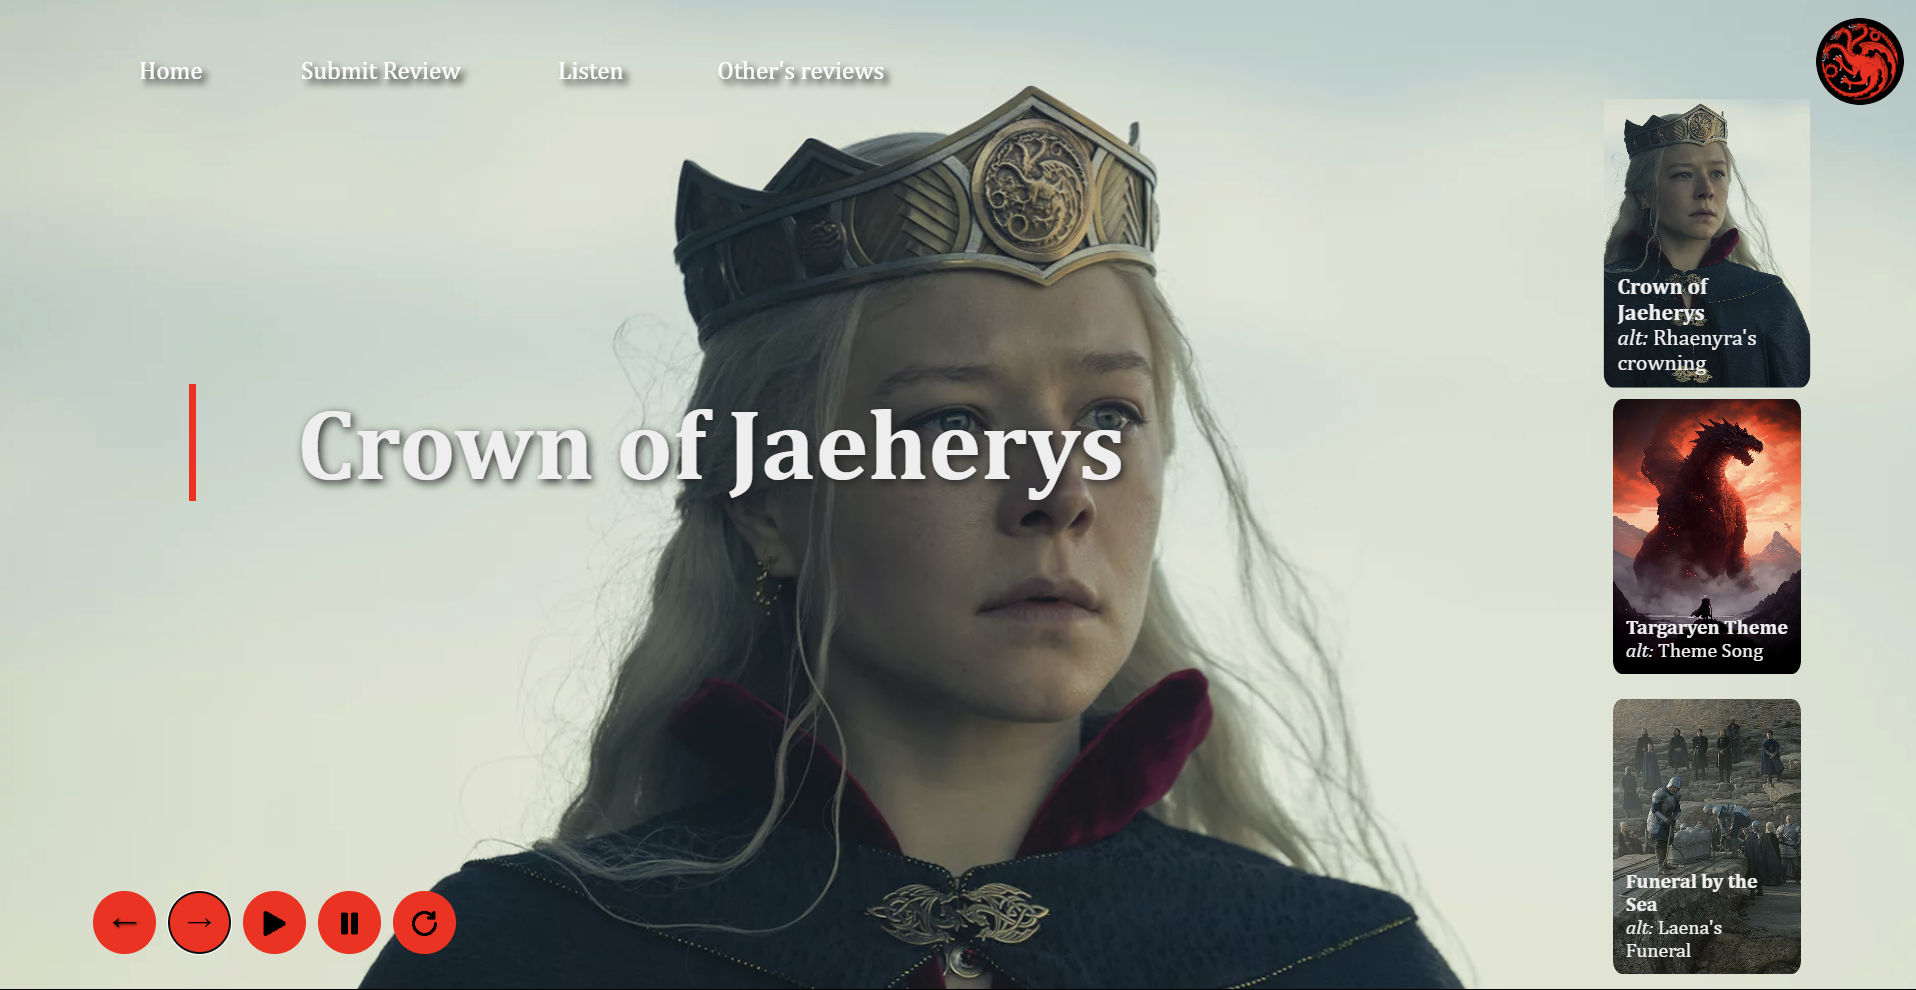 Home
Submit Review
Listen
Other's reviews
Crown of Jaeherys
Crown of
Jaeherys
alt: Rhaenyra's
crowning
Targaryen Theme
alt: Theme Song
Funeral by the
Sea
alt: Laena's
Funeral